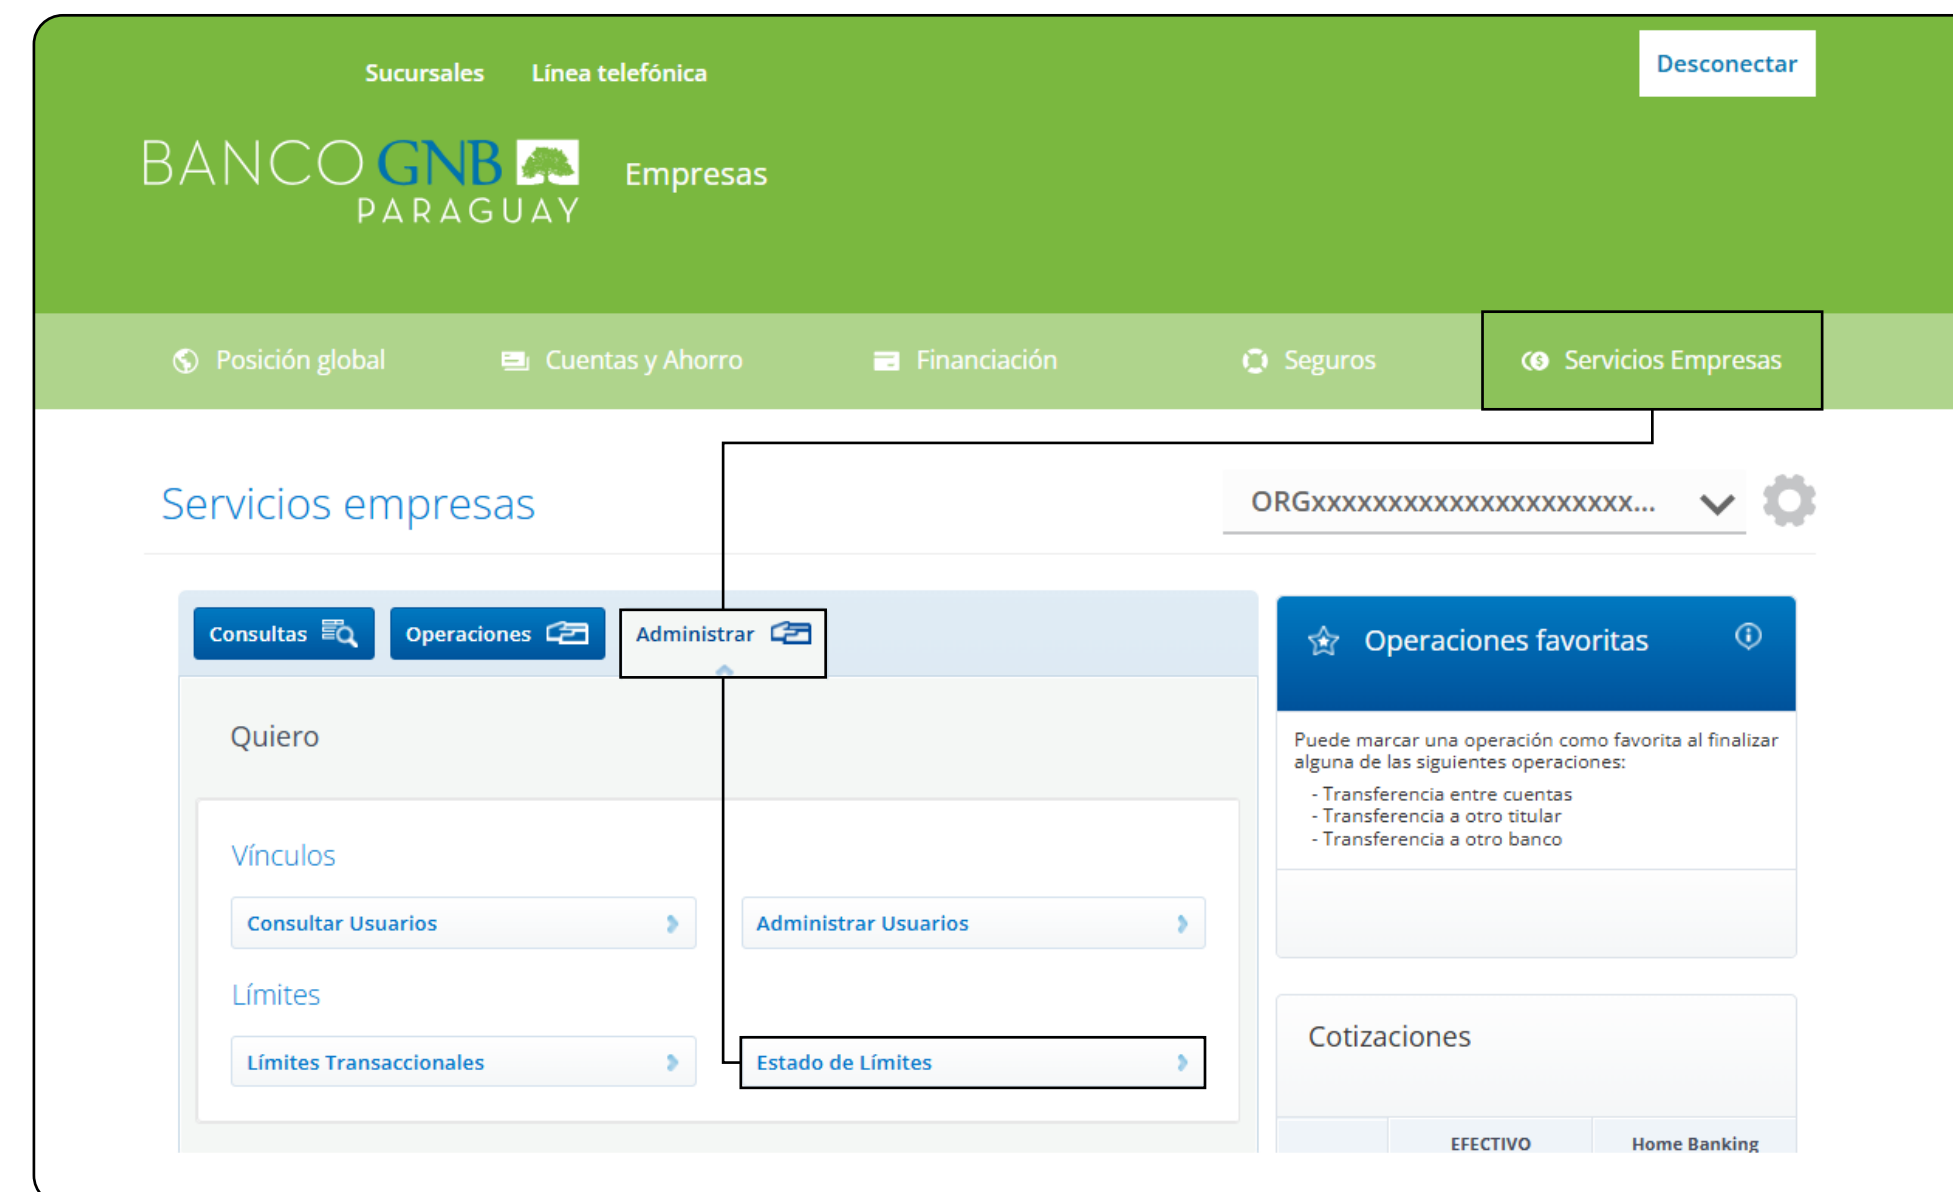 Sucursales Línea telefónica Desconectar
BANCO GNB Empresas
PARAGUAY
Posición global Cuentas y Ahorro Financiación Seguros Servicios Empresas
Servicios empresas ORGxxxxxxxxxxxxxxxxxxxxx...
Consultas Operaciones Administrar
Quiero
Vínculos
Consultar Usuarios Administrar Usuarios
Límites
Límites Transaccionales Estado de Límites
Operaciones favoritas
Puede marcar una operación como favorita al finalizar
alguna de las siguientes operaciones:
- Transferencia entre cuentas
- Transferencia a otro titular
- Transferencia a otro banco
Cotizaciones
EFECTIVO Home Banking